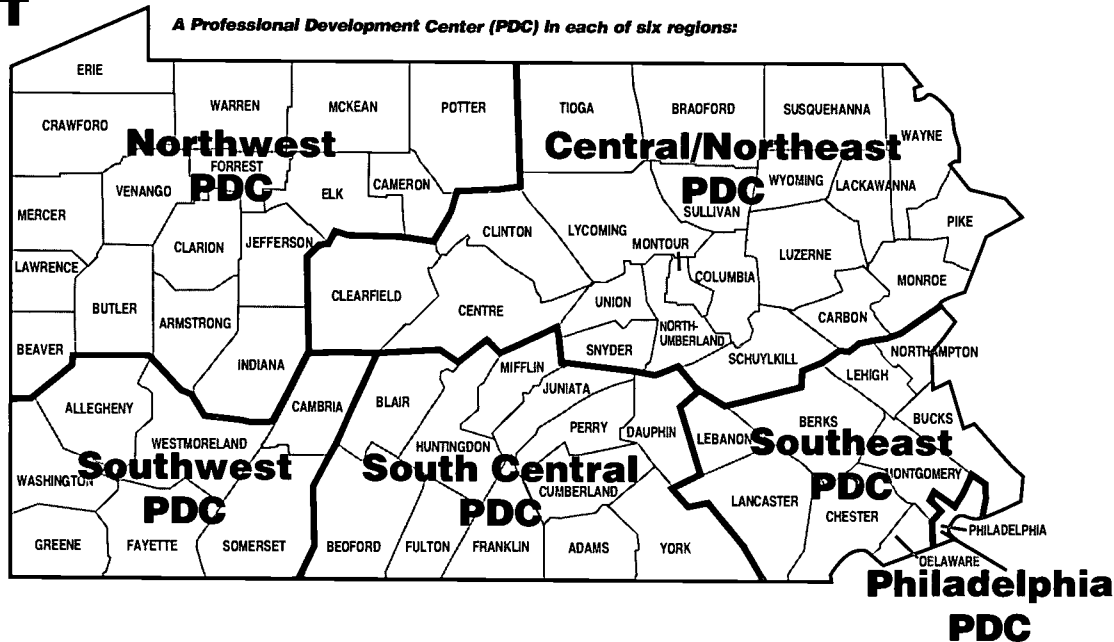 T
A Professional Development Center (PDC) in each of six regions:
ERIE
WARREN
MCKEAN
POTTER
TIOGA
BRAOFORD
SUSQUEHANNA
WAYNE
CRAWFORO
Northwest
PDC
Central/Northeast
PDC
FORREST
VENANGO
ELK
CAMERON
WYOMING
LACKAWANNA
SULLIVAN
PIKE
MERCER
CLARION
JEFFERSON
CLINTON
LYCOMING
MONTOUR
COLUMBIA
LUZERNE
MONROE
LAWRENCE
BUTLER
ARMSTRONG
CLEARFIELD
CENTRE
UNION
NORTH-
UMBERLAND
CARBON
BEAVER
INDIANA
SNYDER
SCHUYLKILL
NORTHAMPTON
MIFFLIN
LEHIGH
ALLEGHENY
CAMBRIA
BLAIR
JUNIATA
BUCKS
WESTMORELAND
HUNTINGDON
PERRY
DAUPHIN
LEBANON
BERKS
Southwest
PDC
South Central
PDC
Southeast
PDC
WASHINGTON
CUMBERLAND
LANCASTER
MONTGOMERY
CHESTER
GREENE
FAYETTE
SOMERSET
BEOFORD
FULTON
FRANKLIN
ADAMS
YORK
PHILADELPHIA
OELAWARE
Philadelphia
PDC